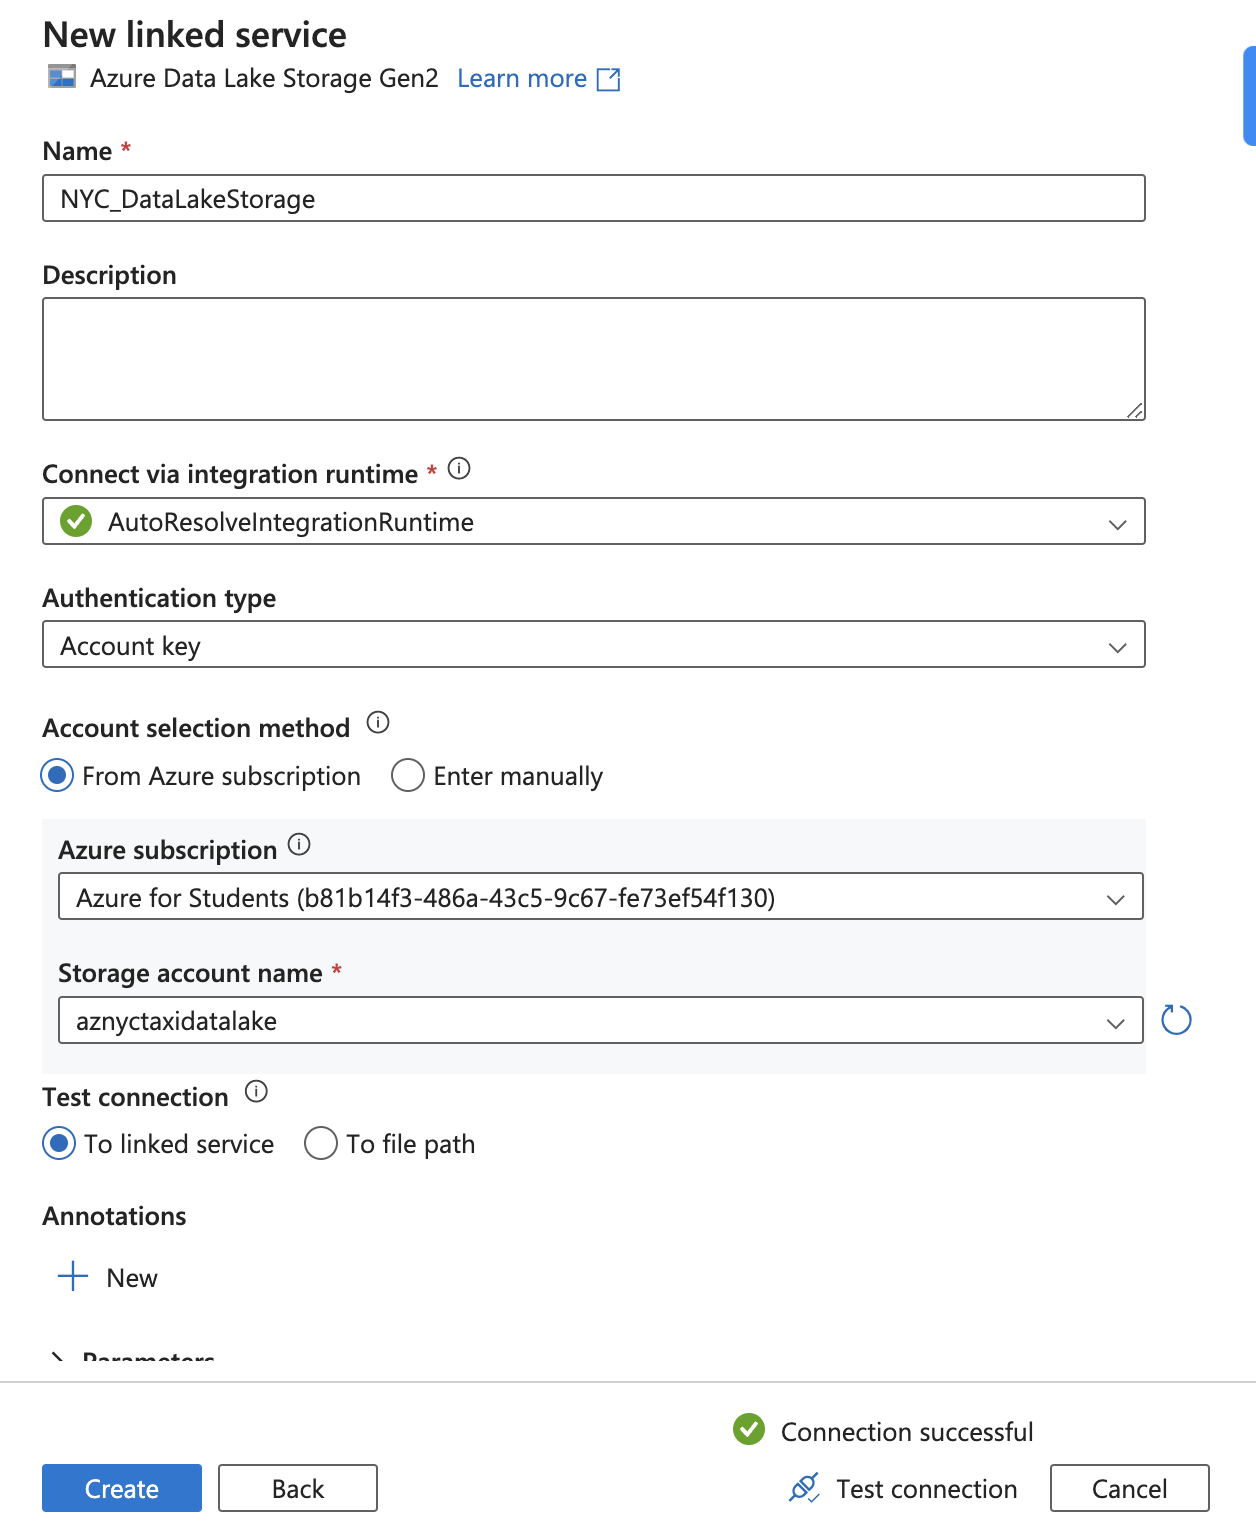 New linked service
Azure Data Lake Storage Gen2 Learn more
Name *
NYC_DataLakeStorage
Description
Connect via integration runtime *
AutoResolveIntegrationRuntime
Authentication type
Account key
Account selection method
From Azure subscription Enter manually
Azure subscription
Azure for Students (b81b14f3-486a-43c5-9c67-fe73ef54f130)
Storage account name *
aznyctaxidatalake
Test connection
To linked service To file path
Annotations
New
Parameters
Connection successful
Create Back Test connection Cancel